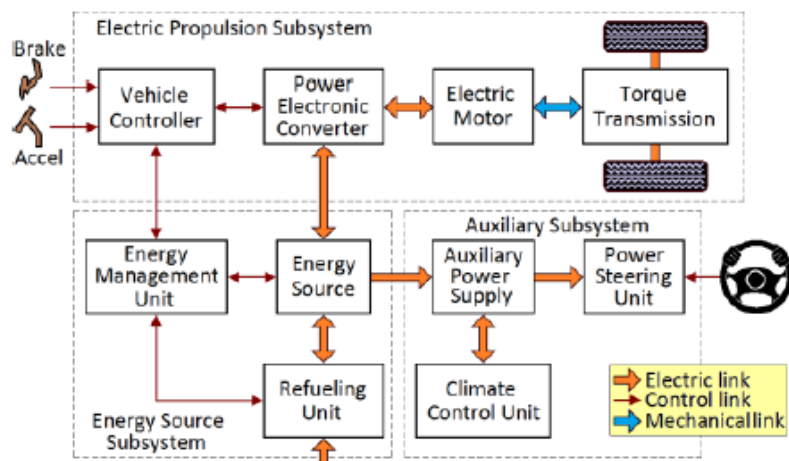 Electric Propulsion Subsystem
Brake
Accel
Vehicle
Controller
Power
Electronic
Converter
Electric
Motor
Torque
Transmission
Energy
Management
Unit
Energy
Source
Refueling
Unit
Energy Source
Subsystem
Auxiliary Subsystem
Auxiliary
Power
Supply
Power
Steering
Unit
Climate
Control Unit
Electric link
Control link
Mechanical link